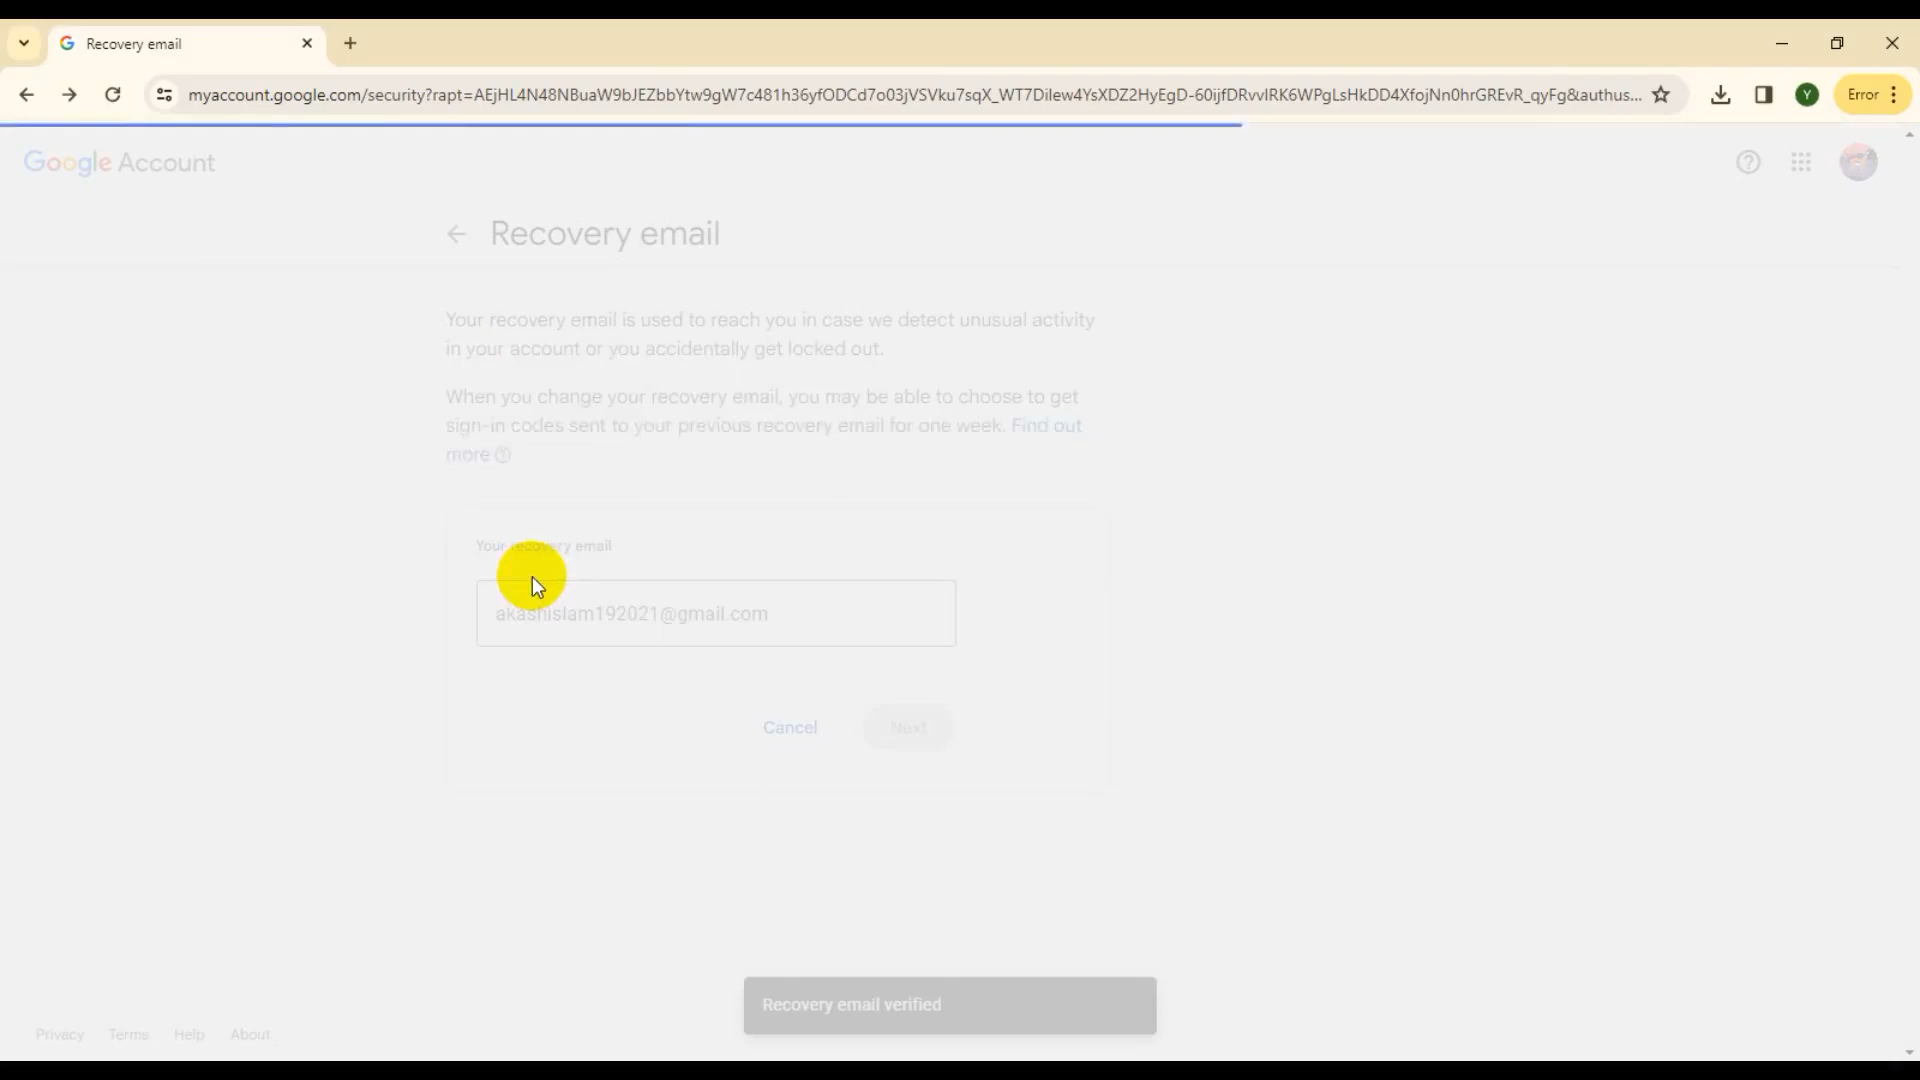 Recovery email
myaccount.google.com/security?rapt=AEjHL4N48NBuaW9bJEZbbYtw9gW7c481h36yfODCd7o03jVSVku7sqX_WT7Dilew4YsXDZ2HyEgD-60ijfDRvvlRK6WPgLsHkDD4XfojNn0hrGREvR_qyFg&authus...
Y
Error
Google Account
Recovery email
Your recovery email is used to reach you in case we detect unusual activity
in your account or you accidentally get locked out.
When you change your recovery email, you may be able to choose to get
sign-in codes sent to your previous recovery email for one week. Find out
more
Your recovery email
akashislam192021@gmail.com
Cancel
Next
Recovery email verified
Privacy
Terms
Help
About